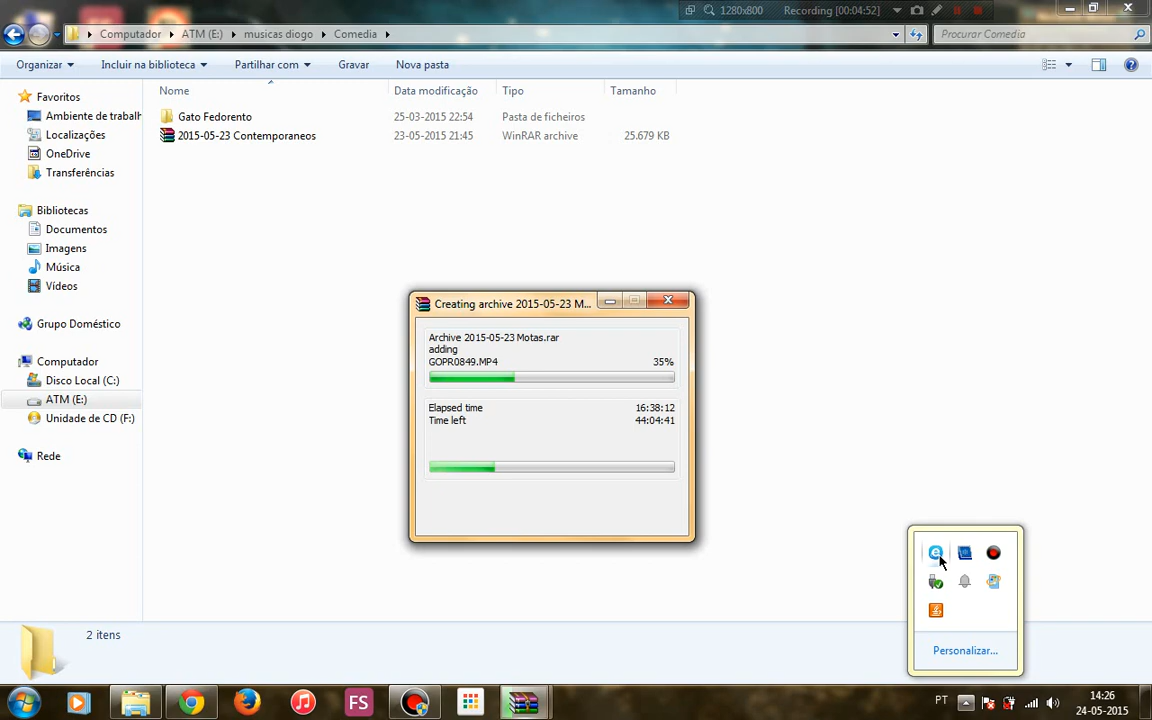 1280x800 Recording [00:04:52]
Computador ATM (E:) musicas diogo Comedia
Procurar Comedia
Organizar Incluir na biblioteca Partilhar com Gravar Nova pasta
Nome Data modificação Tipo Tamanho
Favoritos
Ambiente de trabalh
Localizações
OneDrive
Transferências
Bibliotecas
Documentos
Imagens
Música
Vídeos
Grupo Doméstico
Computador
Disco Local (C:)
ATM (E:)
Unidade de CD (F:)
Rede
Gato Fedorento 25-03-2015 22:54 Pasta de ficheiros
2015-05-23 Contemporaneos 23-05-2015 21:45 WinRAR archive 25.679 KB
Creating archive 2015-05-23 M...
Archive 2015-05-23 Motas.rar
adding
GOPR0849.MP4 35%
Elapsed time 16:38:12
Time left 44:04:41
Personalizar...
2 itens
FS
PT
14:26
24-05-2015